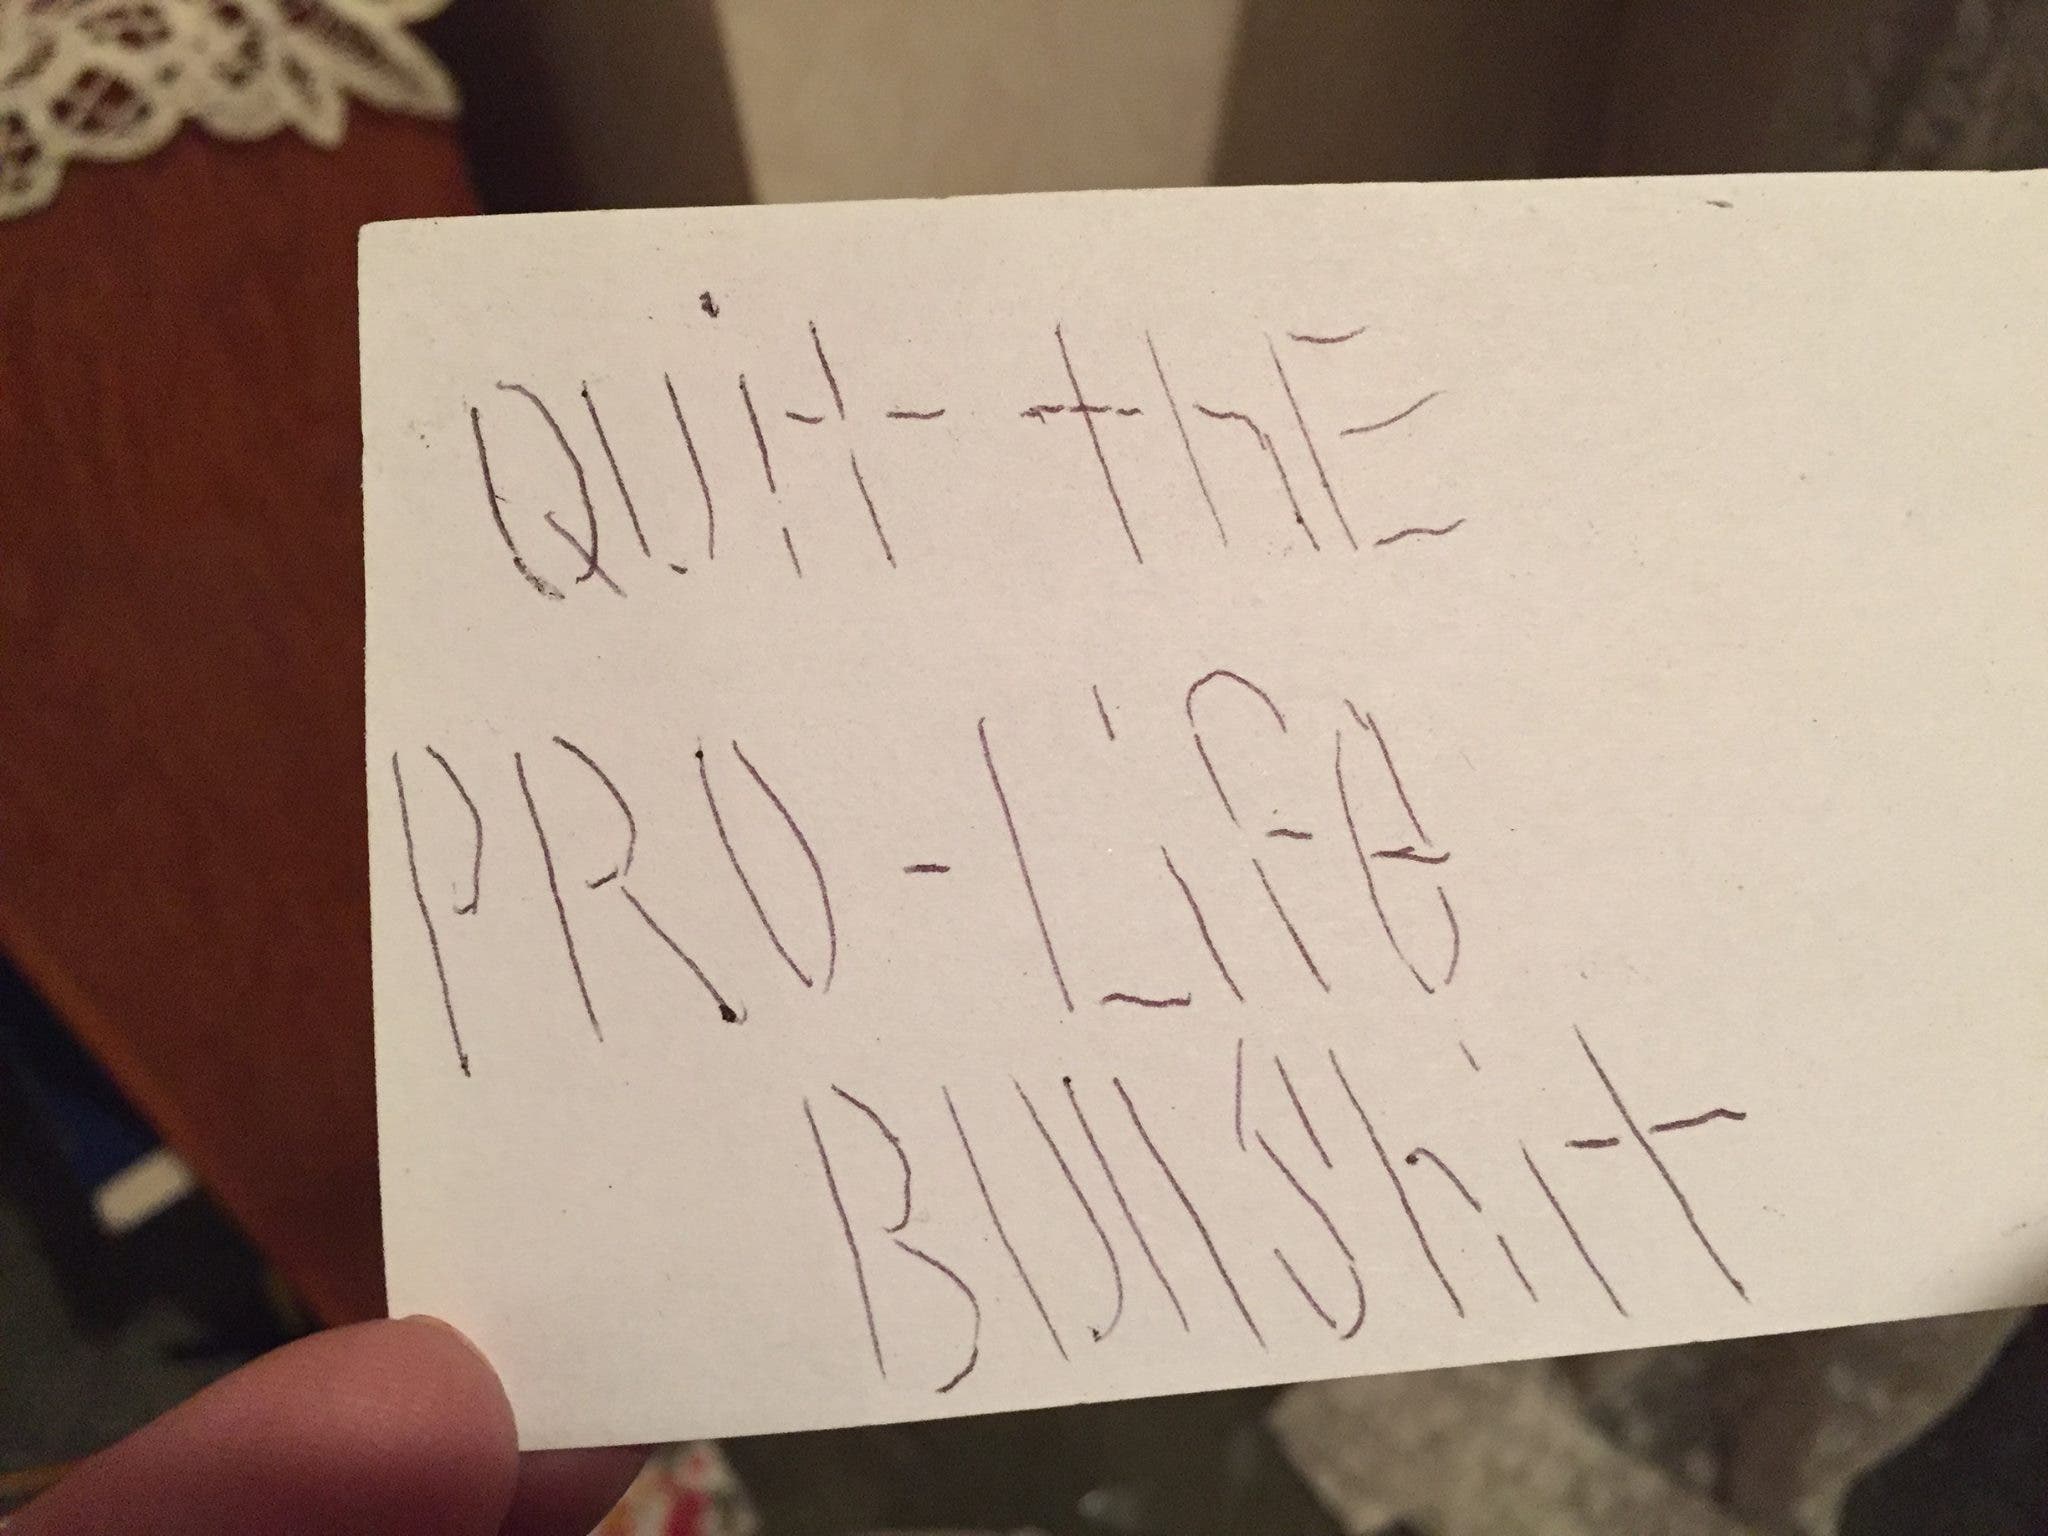 QUit thE
PRO-Life
BUllshit